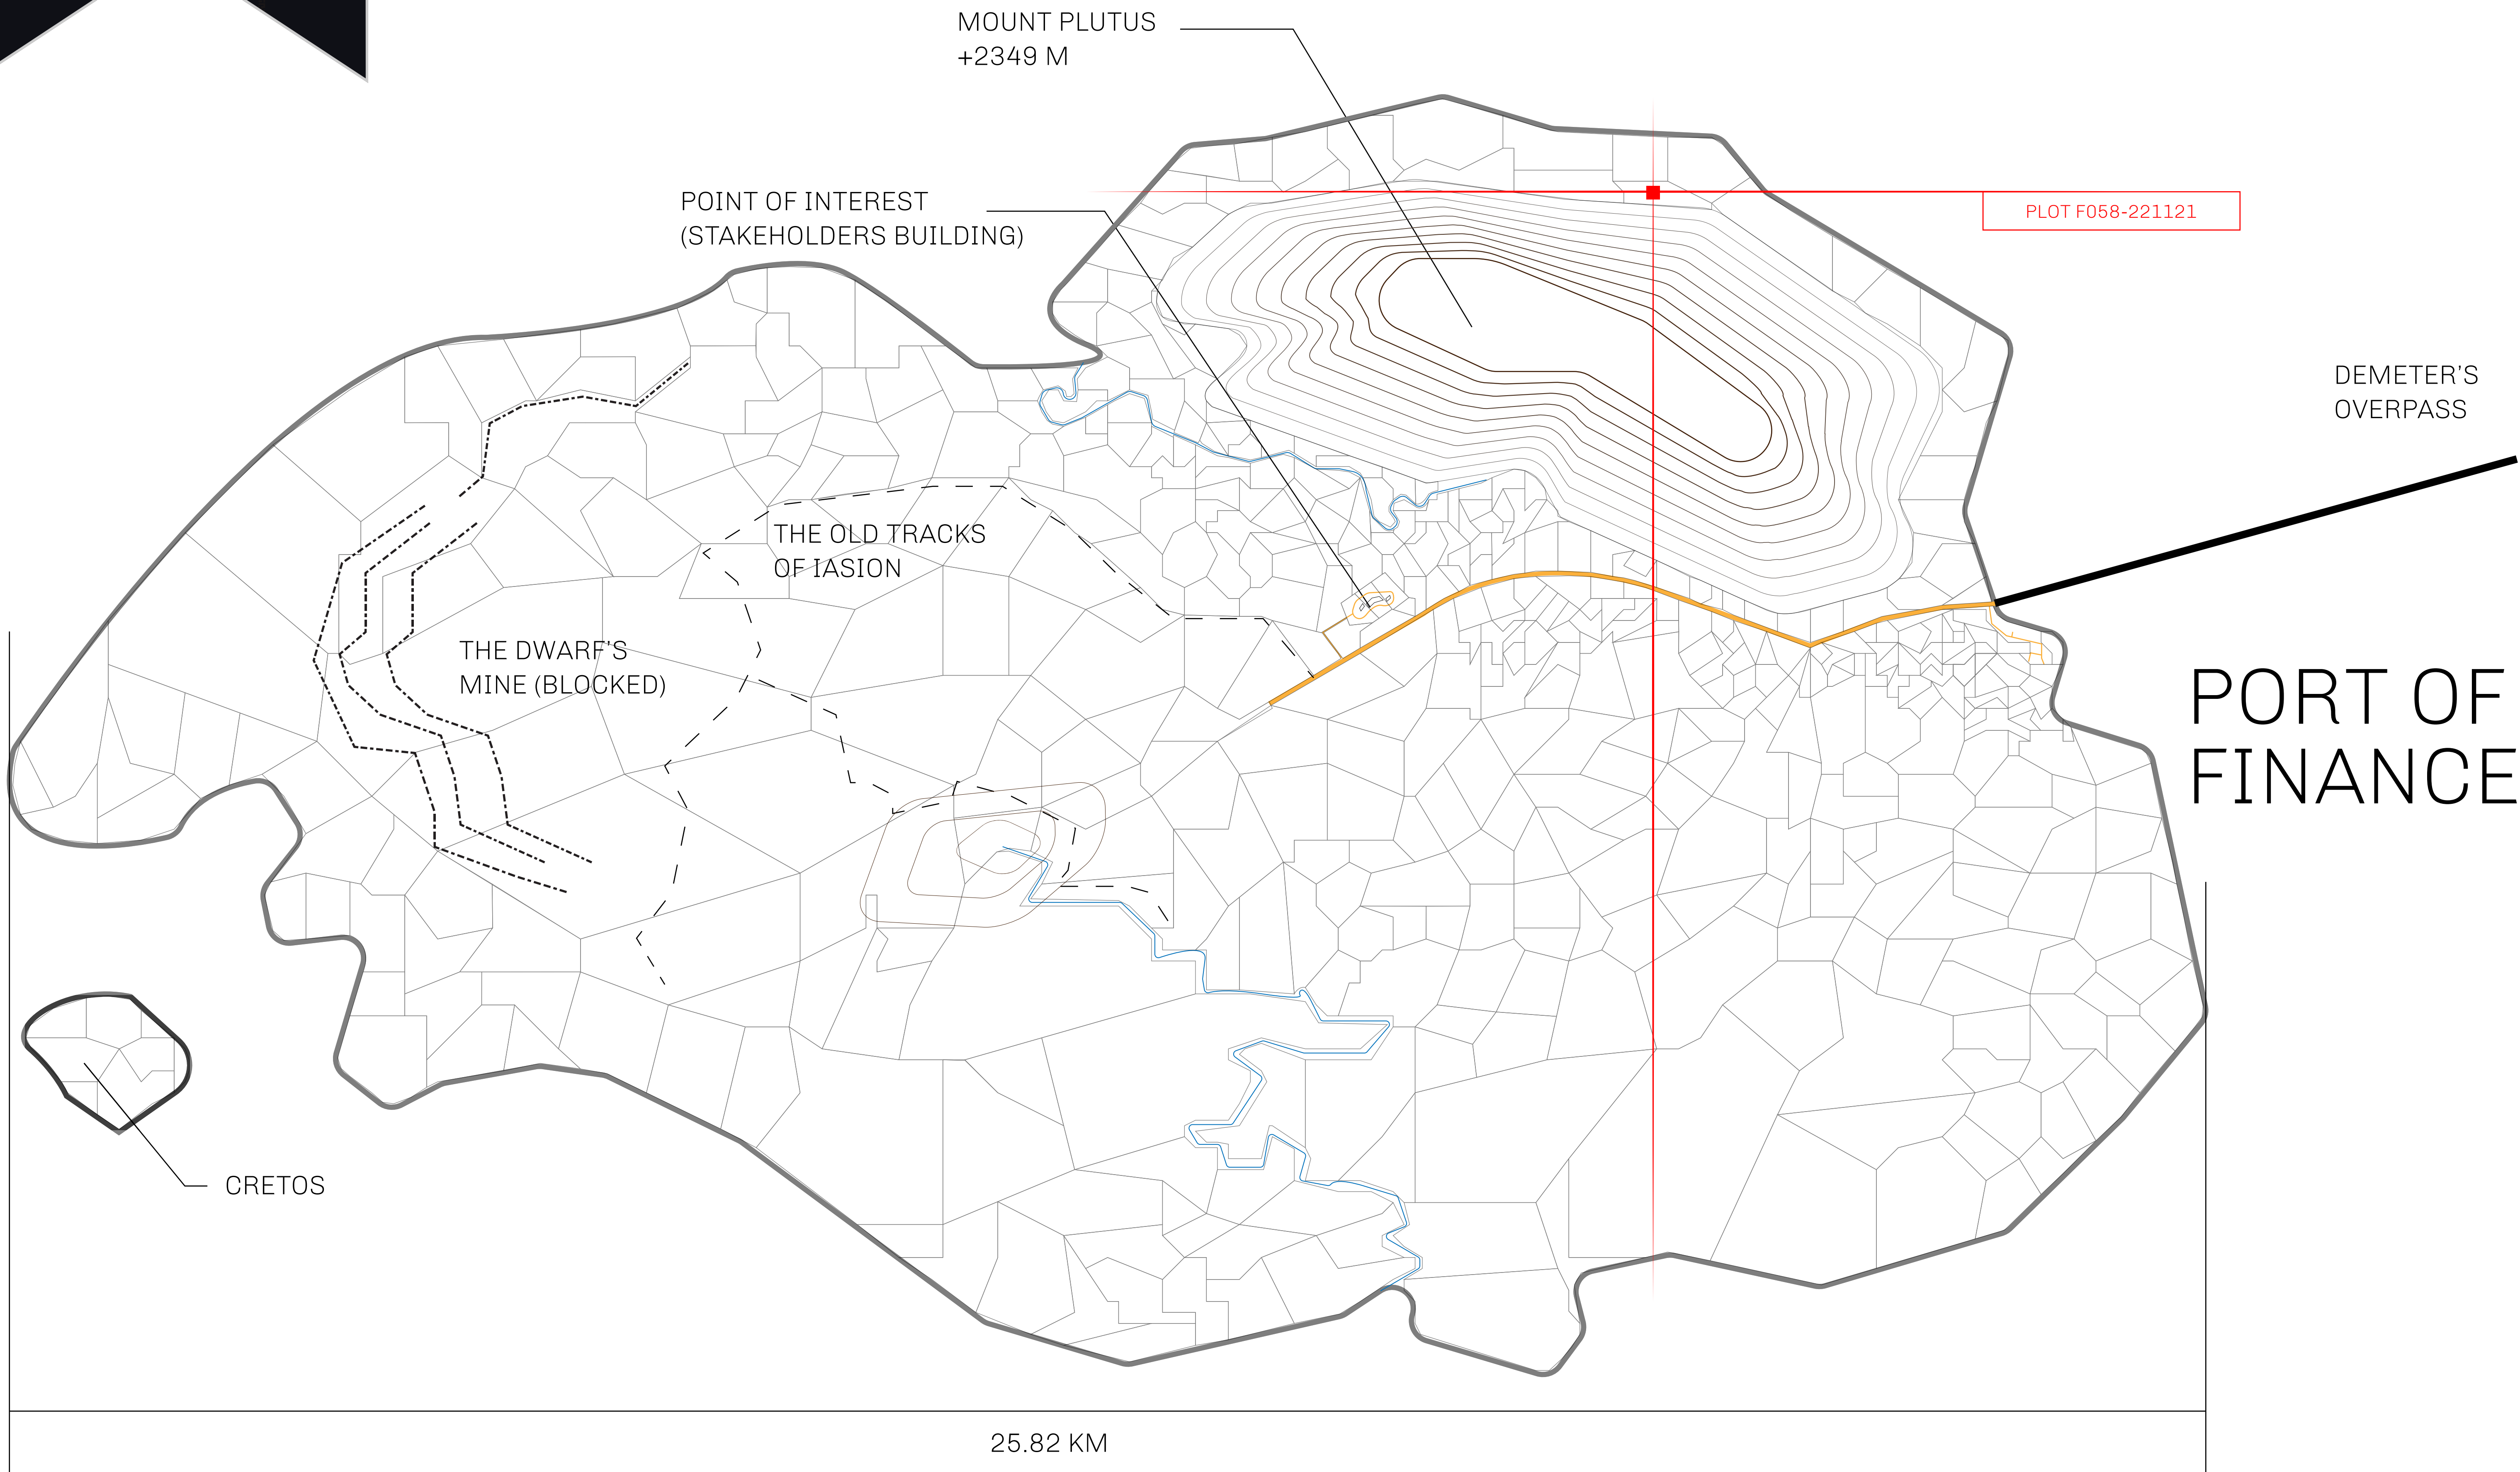 MOUNT PLUTUS
+2349 M
POINT OF INTEREST
(STAKEHOLDERS BUILDING)
PLOT F058-221121
DEMETER'S
OVERPASS
THE OLD TRACKS
OF IASION
THE DWARF'S
MINE (BLOCKED)
PORT OF
FINANCE
CRETOS
25.82 KM